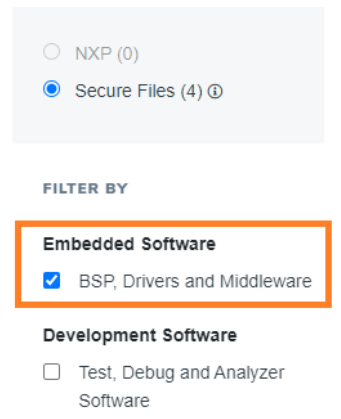 NXP (0)
Secure Files (4) ⓘ
FILTER BY
Embedded Software
BSP, Drivers and Middleware
Development Software
Test, Debug and Analyzer
Software